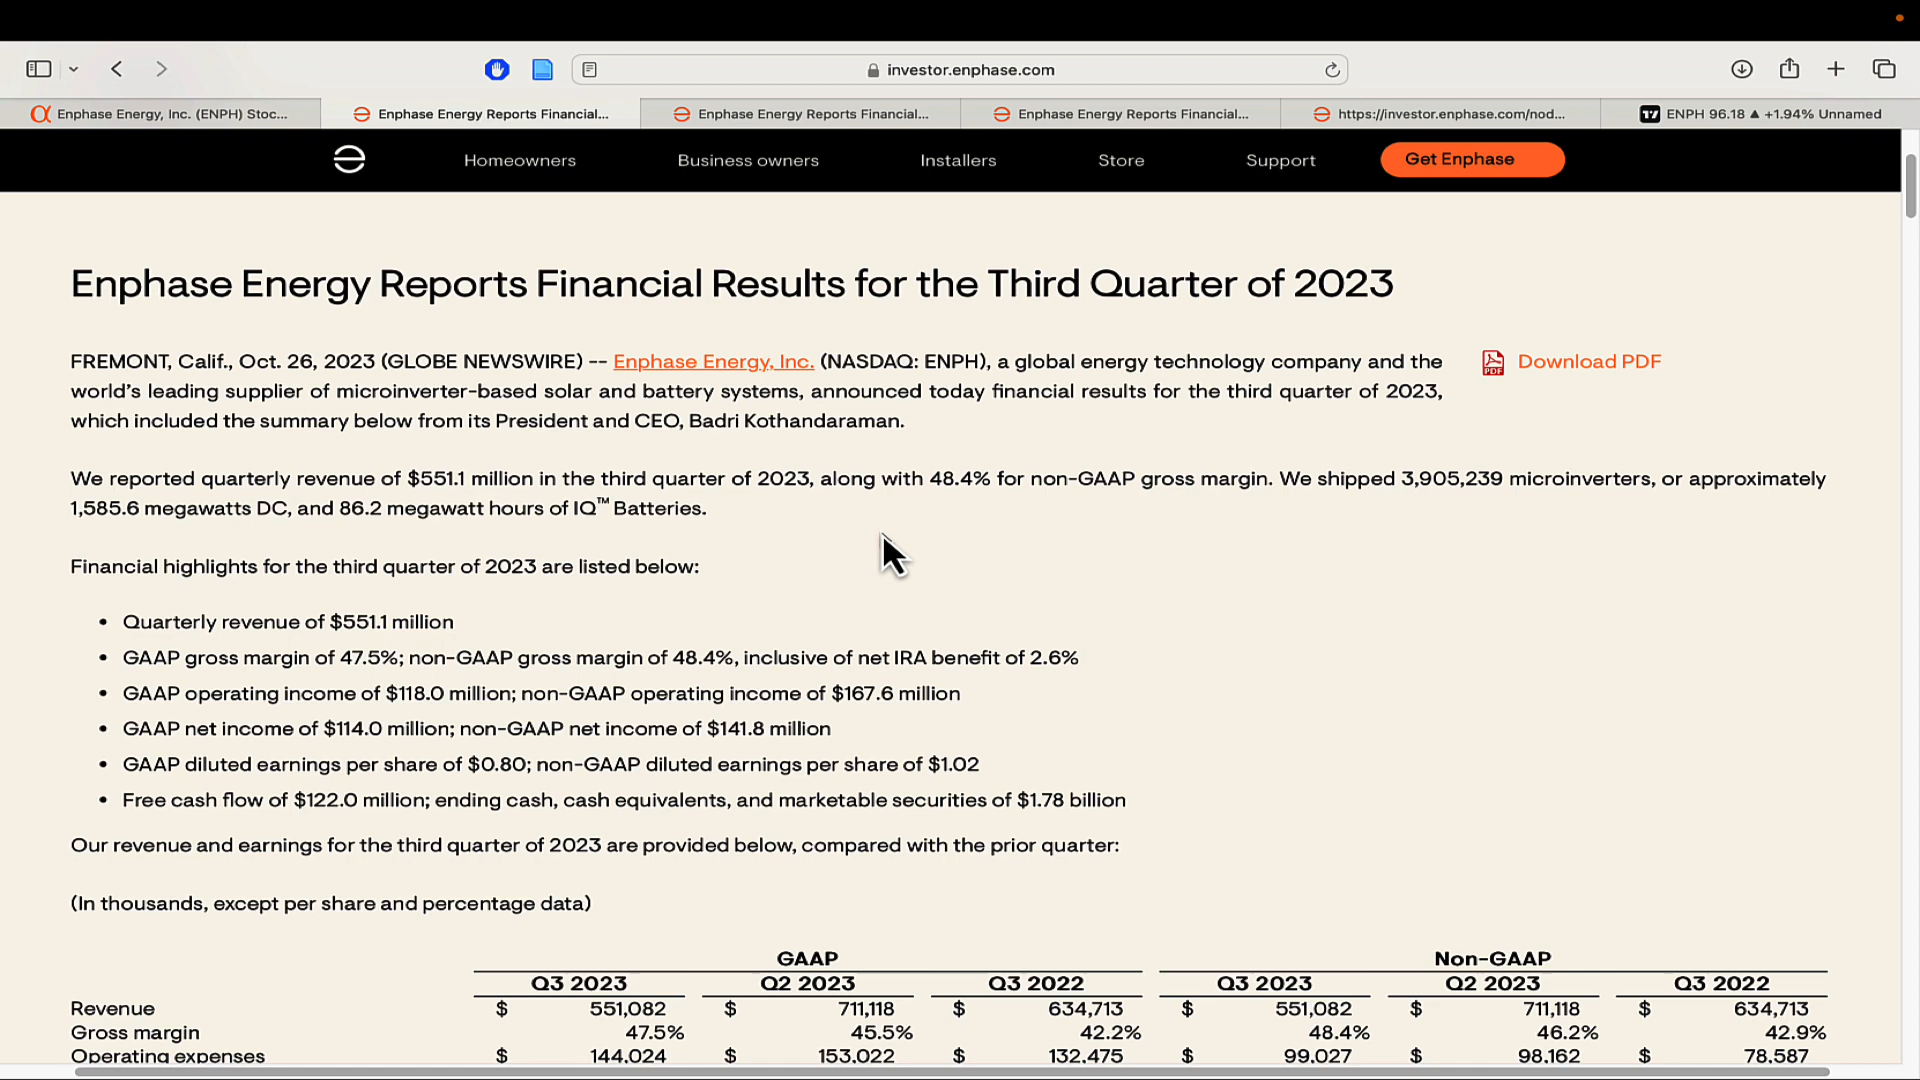 investor.enphase.com
Enphase Energy, Inc. (ENPH) Stoc...
Enphase Energy Reports Financial...
Enphase Energy Reports Financial...
Enphase Energy Reports Financial...
https://investor.enphase.com/nod...
ENPH 96.18 ▲ +1.94% Unnamed
Homeowners Business owners Installers Store Support Get Enphase
Enphase Energy Reports Financial Results for the Third Quarter of 2023
FREMONT, Calif., Oct. 26, 2023 (GLOBE NEWSWIRE) -- Enphase Energy, Inc. (NASDAQ: ENPH), a global energy technology company and the
world's leading supplier of microinverter-based solar and battery systems, announced today financial results for the third quarter of 2023,
which included the summary below from its President and CEO, Badri Kothandaraman.
PDF Download PDF
We reported quarterly revenue of $551.1 million in the third quarter of 2023, along with 48.4% for non-GAAP gross margin. We shipped 3,905,239 microinverters, or approximately
1,585.6 megawatts DC, and 86.2 megawatt hours of IQ™ Batteries.
Financial highlights for the third quarter of 2023 are listed below:
• Quarterly revenue of $551.1 million
• GAAP gross margin of 47.5%; non-GAAP gross margin of 48.4%, inclusive of net IRA benefit of 2.6%
• GAAP operating income of $118.0 million; non-GAAP operating income of $167.6 million
• GAAP net income of $114.0 million; non-GAAP net income of $141.8 million
• GAAP diluted earnings per share of $0.80; non-GAAP diluted earnings per share of $1.02
• Free cash flow of $122.0 million; ending cash, cash equivalents, and marketable securities of $1.78 billion
Our revenue and earnings for the third quarter of 2023 are provided below, compared with the prior quarter:
(In thousands, except per share and percentage data)
GAAP Non-GAAP
Q3 2023 Q2 2023 Q3 2022 Q3 2023 Q2 2023 Q3 2022
Revenue $ 551,082 $ 711,118 $ 634,713 $ 551,082 $ 711,118 $ 634,713
Gross margin 47.5% 45.5% 42.2% 48.4% 46.2% 42.9%
Operating expenses $ 144,024 $ 153,022 $ 132,475 $ 99,027 $ 98,162 $ 78,587